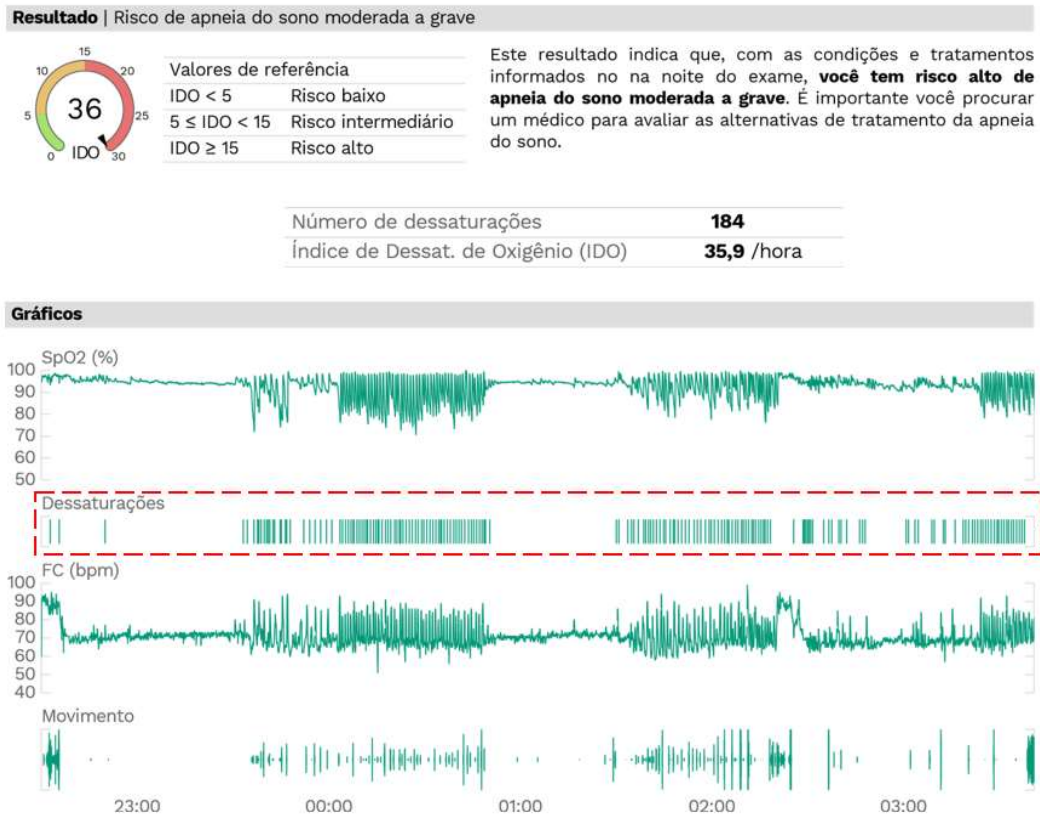 Resultado | Risco de apneia do sono moderada a grave
15
10
20
5
25
0
30
36
IDO
Valores de referência
IDO < 5 Risco baixo
5 ≤ IDO < 15 Risco intermediário
IDO ≥ 15 Risco alto
Este resultado indica que, com as condições e tratamentos
informados no na noite do exame, você tem risco alto de
apneia do sono moderada a grave. É importante você procurar
um médico para avaliar as alternativas de tratamento da apneia
do sono.
Número de dessaturações 184
Índice de Dessat. de Oxigênio (IDO) 35,9 /hora
Gráficos
SpO2 (%)
100
90
80
70
60
50
Dessaturações
FC (bpm)
100
90
80
70
60
50
40
Movimento
23:00 00:00 01:00 02:00 03:00